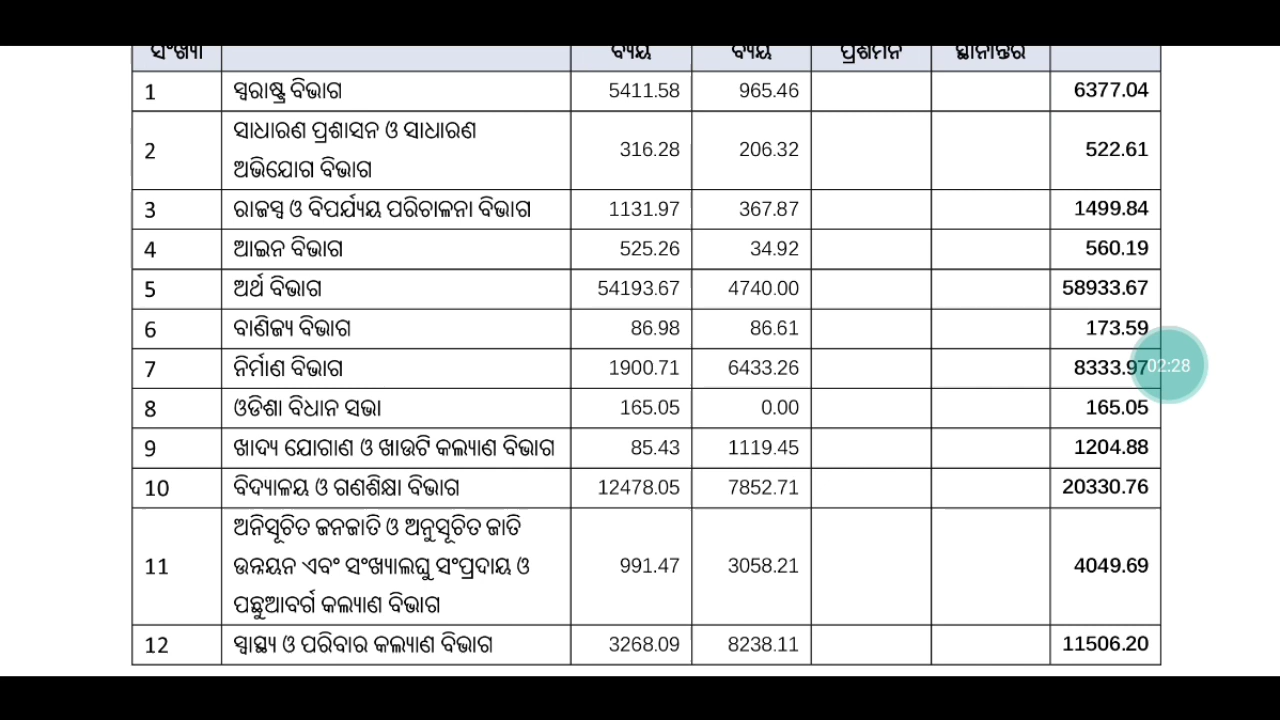 ସଂଖ୍ୟା ବ୍ୟୟ ବ୍ୟୟ ପ୍ରଶମନ ସ୍ଥାନାନ୍ତର
1 ସ୍ୱରାଷ୍ଟ୍ର ବିଭାଗ 5411.58 965.46 6377.04
2 ସାଧାରଣ ପ୍ରଶାସନ ଓ ସାଧାରଣ
ଅଭିଯୋଗ ବିଭାଗ 316.28 206.32 522.61
3 ରାଜସ୍ୱ ଓ ବିପର୍ଯ୍ୟୟ ପରିଚାଳନା ବିଭାଗ 1131.97 367.87 1499.84
4 ଆଇନ ବିଭାଗ 525.26 34.92 560.19
5 ଅର୍ଥ ବିଭାଗ 54193.67 4740.00 58933.67
6 ବାଣିଜ୍ୟ ବିଭାଗ 86.98 86.61 173.59
7 ନିର୍ମାଣ ବିଭାଗ 1900.71 6433.26 8333.97
02:28
8 ଓଡିଶା ବିଧାନ ସଭା 165.05 0.00 165.05
9 ଖାଦ୍ୟ ଯୋଗାଣ ଓ ଖାଉଟି କଲ୍ୟାଣ ବିଭାଗ 85.43 1119.45 1204.88
10 ବିଦ୍ୟାଳୟ ଓ ଗଣଶିକ୍ଷା ବିଭାଗ 12478.05 7852.71 20330.76
ଅନିସୂଚିତ ଜନଜାତି ଓ ଅନୁସୂଚିତ ଜାତି
11 ଉନ୍ନୟନ ଏବଂ ସଂଖ୍ୟାଲଘୁ ସଂପ୍ରଦାୟ ଓ 991.47 3058.21 4049.69
ପଛୁଆବର୍ଗ କଲ୍ୟାଣ ବିଭାଗ
12 ସ୍ୱାସ୍ଥ୍ୟ ଓ ପରିବାର କଲ୍ୟାଣ ବିଭାଗ 3268.09 8238.11 11506.20